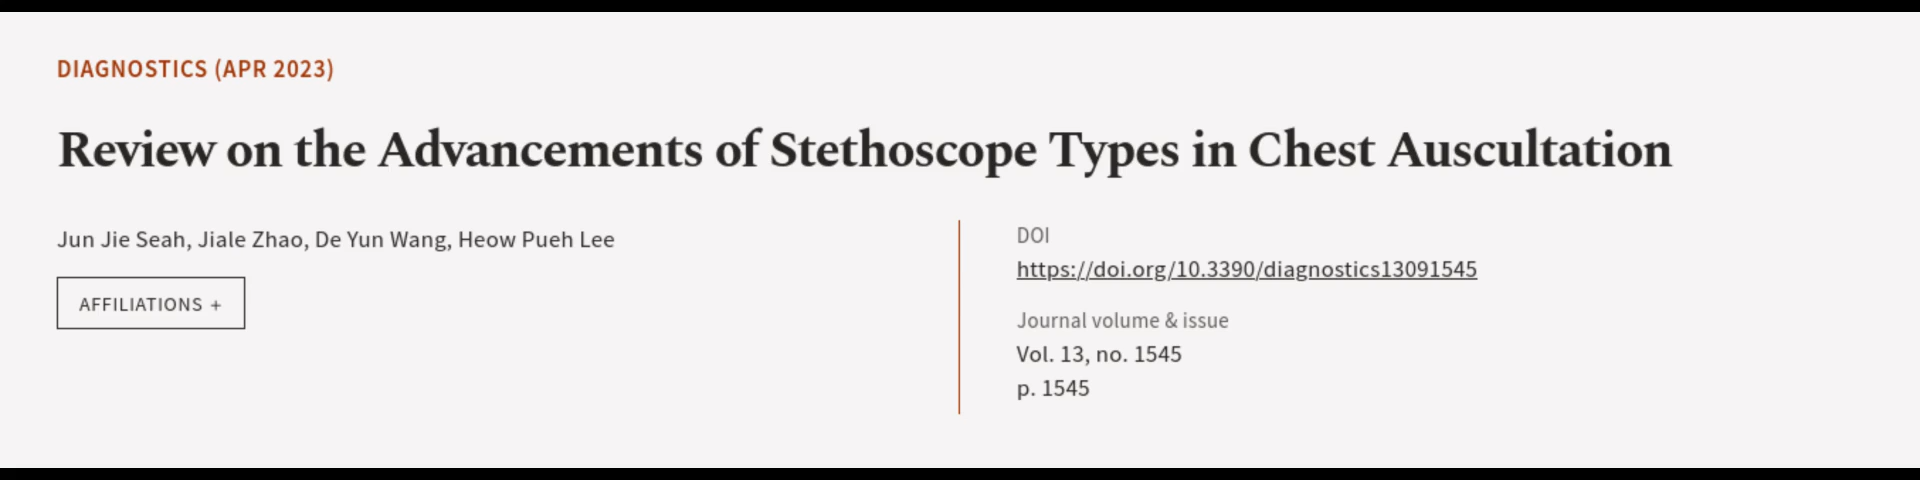 DIAGNOSTICS (APR 2023)
Review on the Advancements of Stethoscope Types in Chest Auscultation
Jun Jie Seah, Jiale Zhao, De Yun Wang, Heow Pueh Lee
AFFILIATIONS +
DOI
https://doi.org/10.3390/diagnostics13091545
Journal volume & issue
Vol. 13, no. 1545
p. 1545